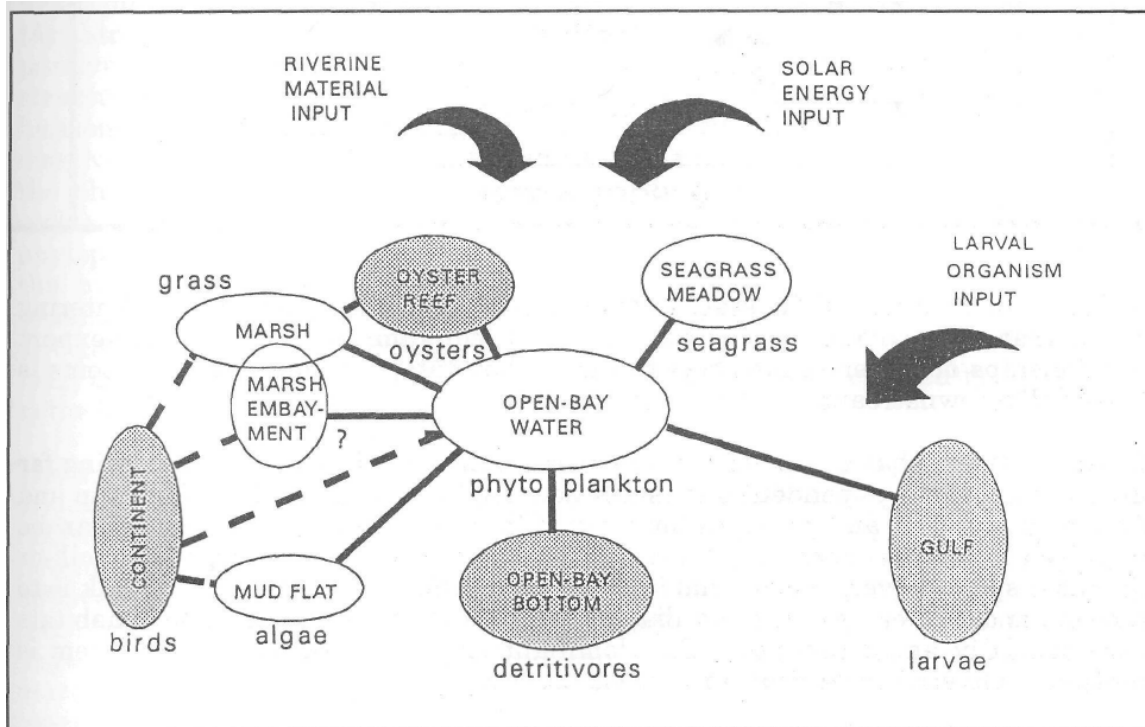 RIVERINE
MATERIAL
INPUT
SOLAR
ENERGY
INPUT
LARVAL
ORGANISM
INPUT
grass
MARSH
OYSTER
REEF
oysters
SEAGRASS
MEADOW
seagrass
MARSH
EMBAY-
MENT
?
OPEN-BAY
WATER
phyto plankton
CONTINENT
birds
MUD FLAT
algae
OPEN-BAY
BOTTOM
detritivores
GULF
larvae